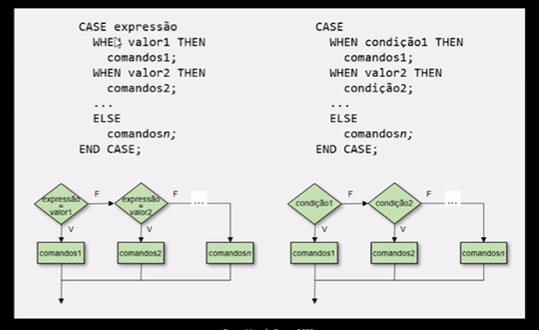 CASE expressão
WHEN valor1 THEN
comandos1;
WHEN valor2 THEN
comandos2;
...
ELSE
comandosn;
END CASE;
CASE
WHEN condição1 THEN
comandos1;
WHEN valor2 THEN
condição2;
...
ELSE
comandosn;
END CASE;
expressão
=
valor1
F
expressão
=
valor2
F
...
V
V
comandos1
comandos2
comandosn
condição1
F
condição2
F
...
V
V
comandos1
comandos2
comandosn